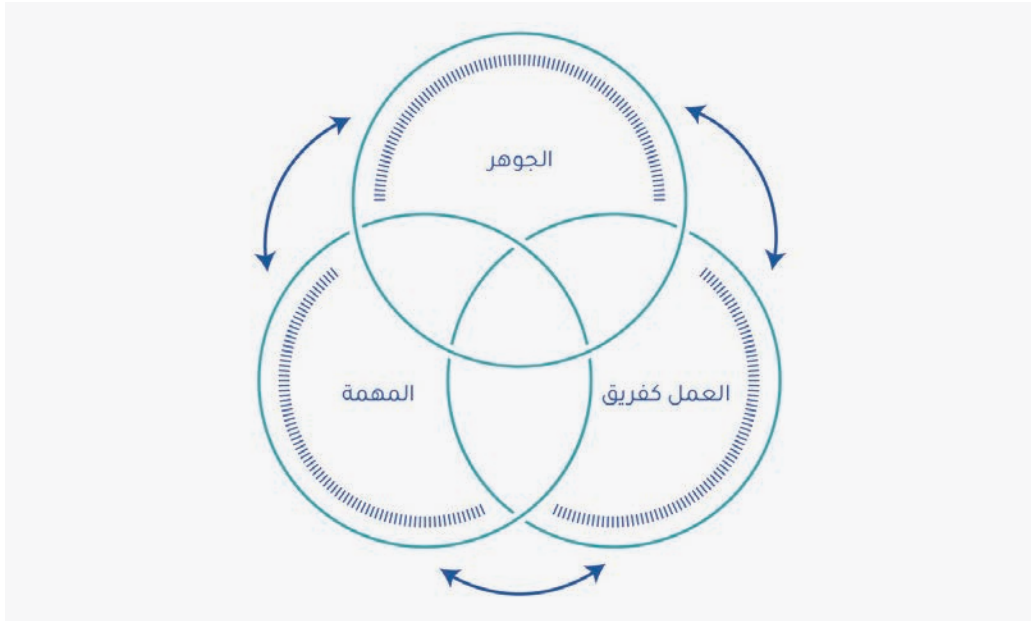 الجوهر
العمل كفريق
المهمة